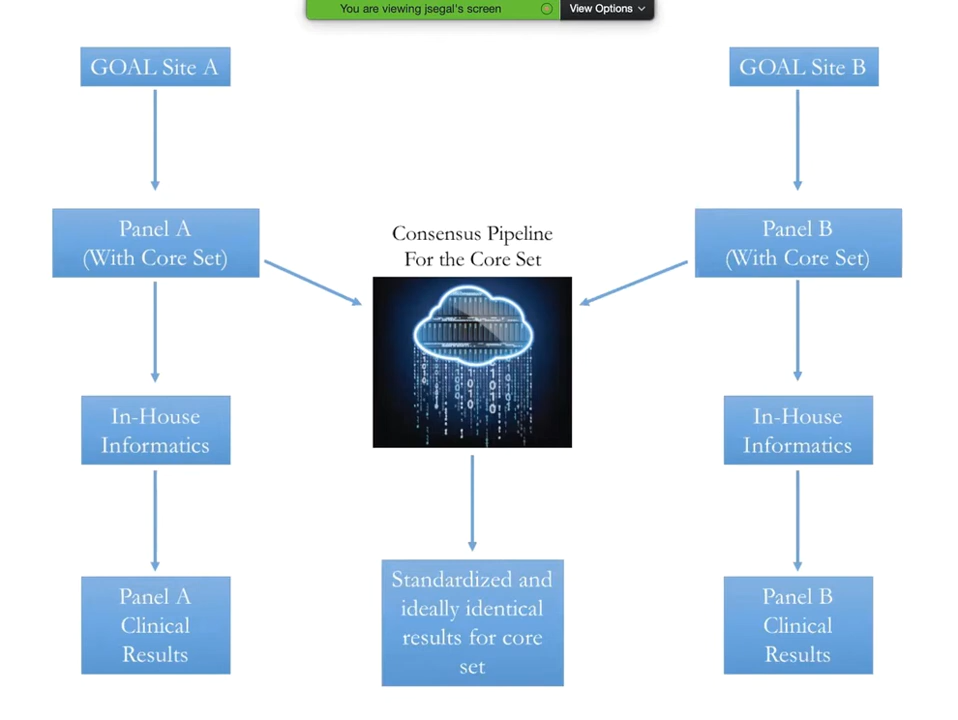 You are viewing jsegal's screen
View Options
GOAL Site A
GOAL Site B
Panel A
(With Core Set)
Consensus Pipeline
For the Core Set
Panel B
(With Core Set)
In-House
Informatics
In-House
Informatics
Panel A
Clinical
Results
Standardized and
ideally identical
results for core
set
Panel B
Clinical
Results